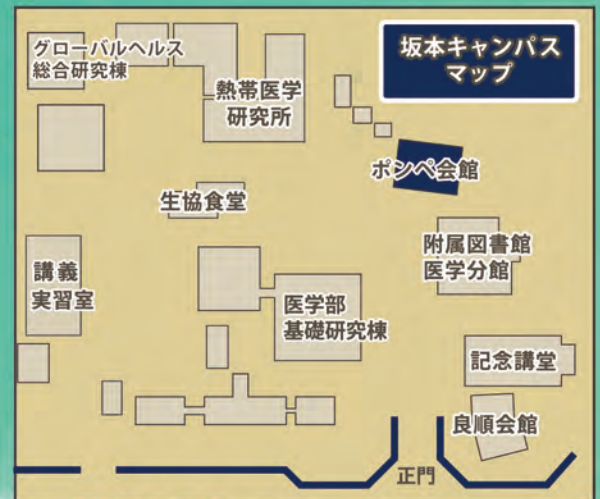 坂本キャンパス
マップ
グローバルヘルス
総合研究棟
熱帯医学
研究所
ポンペ会館
生協食堂
附属図書館
医学分館
講義
実習室
医学部
基礎研究棟
記念講堂
良順会館
正門